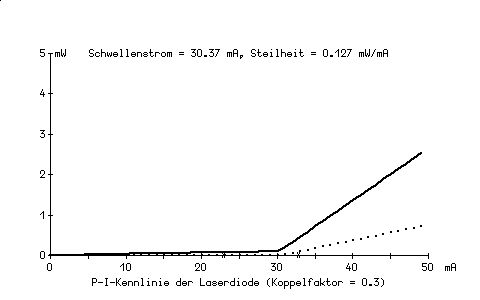 5 mW Schwellenstrom = 30.37 mA, Steilheit = 0.127 mW/mA
4
3
2
1
0
0 10 20 30 40 50 mA
P-I-Kennlinie der Laserdiode (Koppelfaktor = 0.3)